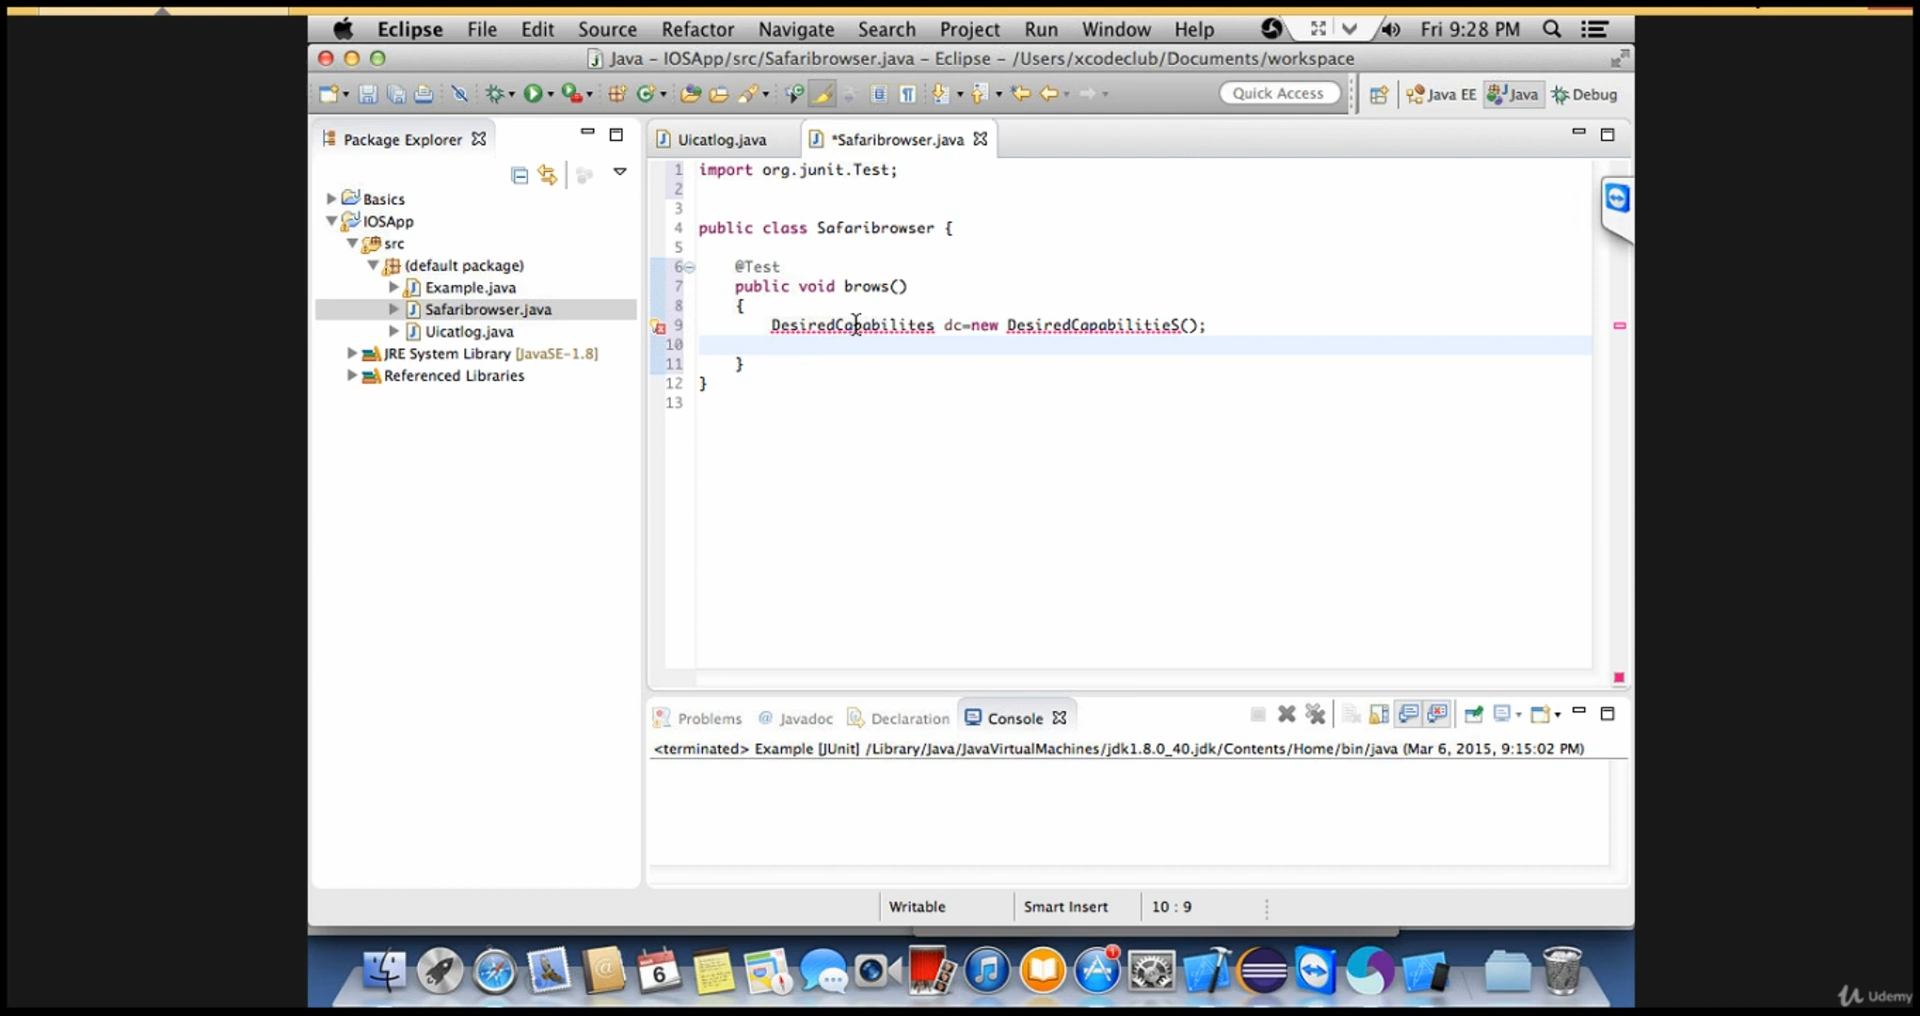 Eclipse File Edit Source Refactor Navigate Search Project Run Window Help Fri 9:28 PM
Java – IOSApp/src/Safaribrowser.java – Eclipse – /Users/xcodeclub/Documents/workspace
Quick Access Java EE Java Debug
Package Explorer
Basics
IOSApp
src
(default package)
Example.java
Safaribrowser.java
Uicatlog.java
JRE System Library [JavaSE-1.8]
Referenced Libraries
Uicatlog.java *Safaribrowser.java
1 import org.junit.Test;
2
3
4 public class Safaribrowser {
5
6 @Test
7 public void brows()
8 {
9 DesiredCapabilites dc=new DesiredCapabilitieS();
10
11 }
12 }
13
Problems @ Javadoc Declaration Console
<terminated> Example [JUnit] /Library/Java/JavaVirtualMachines/jdk1.8.0_40.jdk/Contents/Home/bin/java (Mar 6, 2015, 9:15:02 PM)
Writable Smart Insert 10 : 9
6
1
Udemy